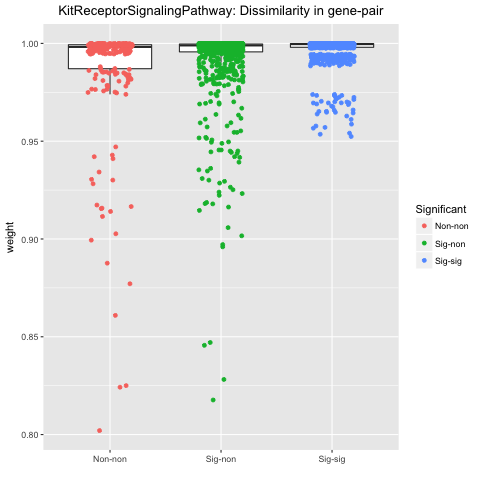 KitReceptorSignalingPathway: Dissimilarity in gene-pair
1.00
0.95
0.90
0.85
0.80
weight
Non-non
Sig-non
Sig-sig
Significant
Non-non
Sig-non
Sig-sig